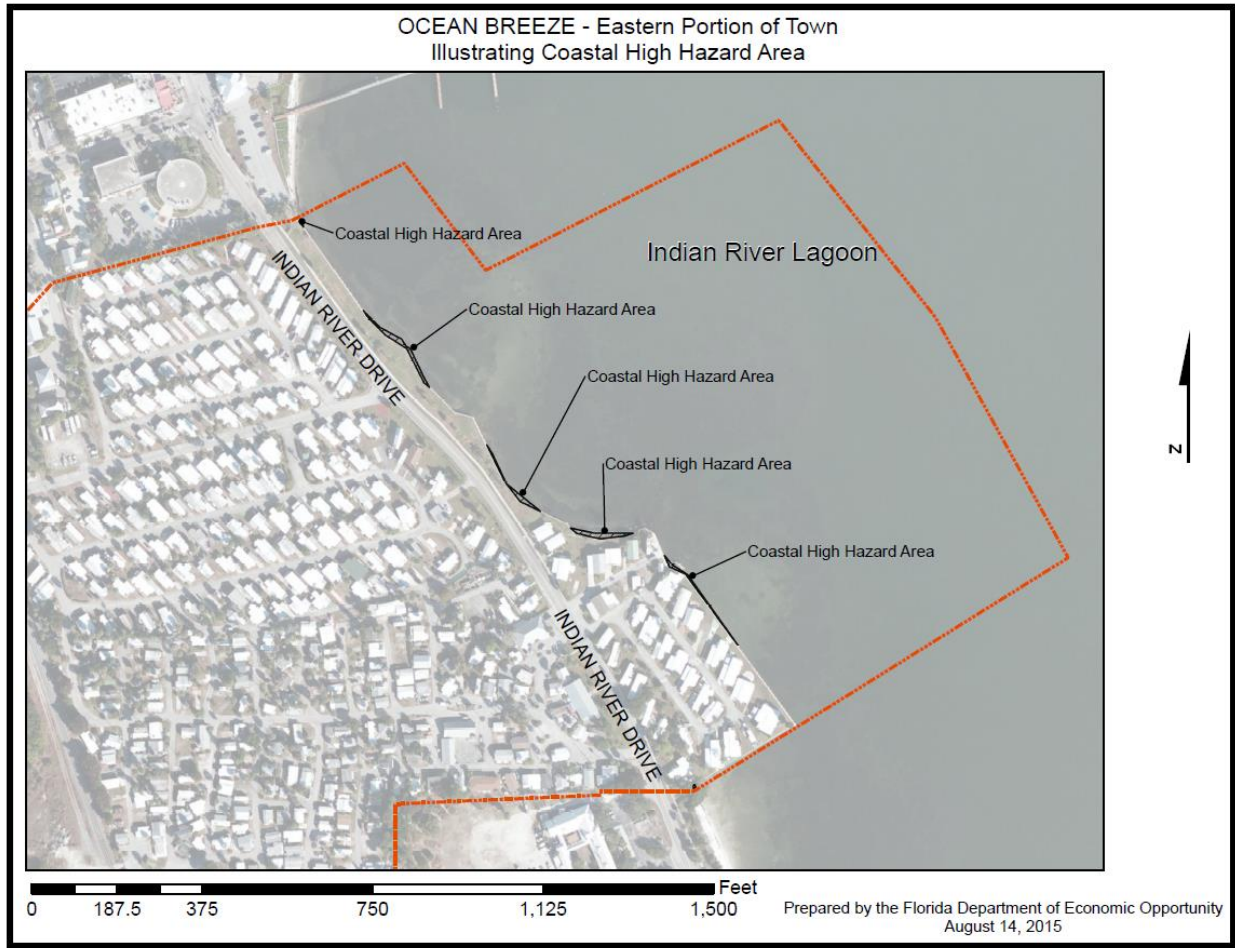 OCEAN BREEZE - Eastern Portion of Town
Illustrating Coastal High Hazard Area
Coastal High Hazard Area
Indian River Lagoon
INDIAN RIVER DRIVE
Coastal High Hazard Area
Coastal High Hazard Area
Coastal High Hazard Area
Coastal High Hazard Area
INDIAN RIVER DRIVE
N
Feet
0 187.5 375 750 1,125 1,500
Prepared by the Florida Department of Economic Opportunity
August 14, 2015